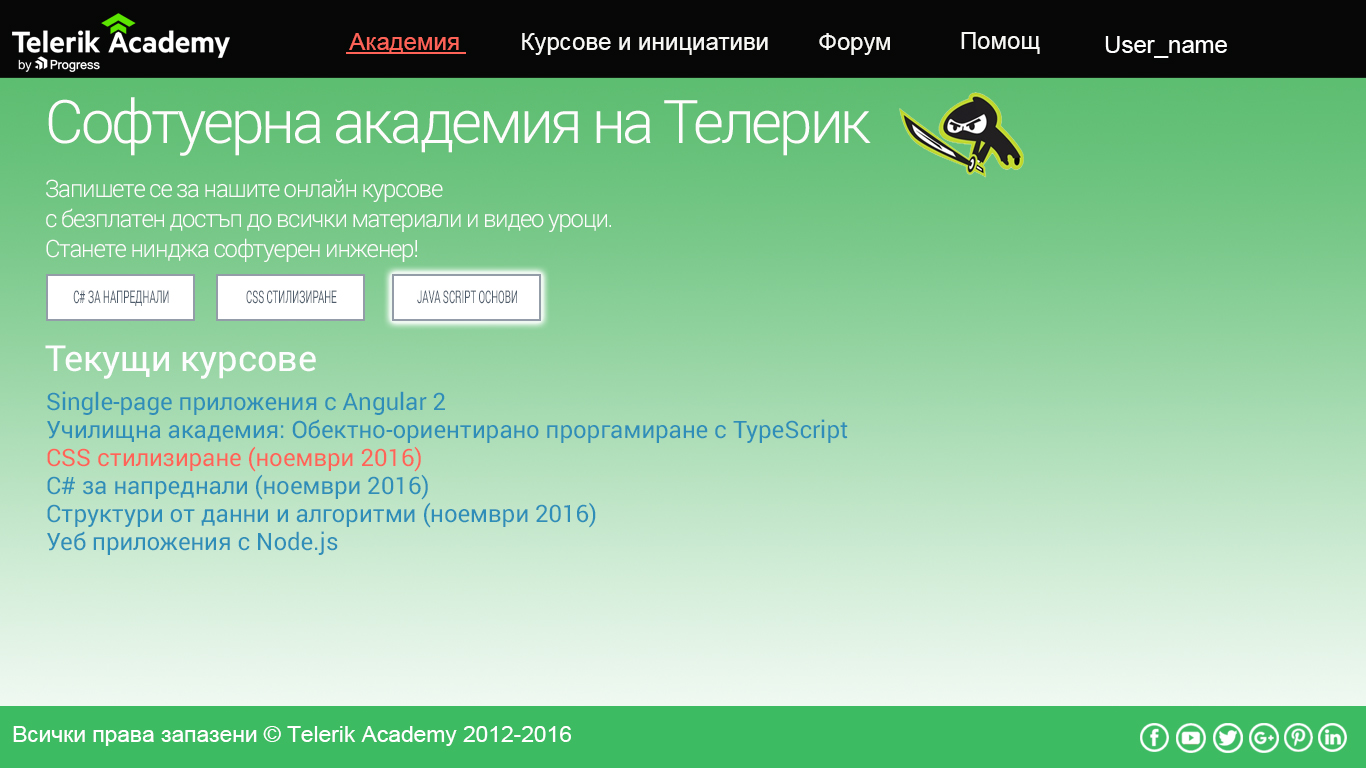 Telerik Academy
by Progress
Академия
Курсове и инициативи
Форум
Помощ
User_name
Софтуерна академия на Телерик
Запишете се за нашите онлайн курсове
с безплатен достъп до всички материали и видео уроци.
Станете нинджа софтуерен инженер!
C# ЗА НАПРЕДНАЛИ
CSS СТИЛИЗИРАНЕ
JAVA SCRIPT ОСНОВИ
Текущи курсове
Single-page приложения с Angular 2
Училищна академия: Обектно-ориентирано проргамиране с TypeScript
CSS стилизиране (ноември 2016)
C# за напреднали (ноември 2016)
Структури от данни и алгоритми (ноември 2016)
Уеб приложения с Node.js
Всички права запазени © Telerik Academy 2012-2016